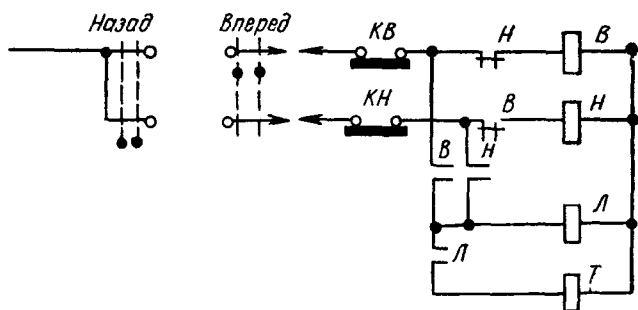 Назад Вперед КВ Н В
КН В Н
В Н
Л
Л
Т